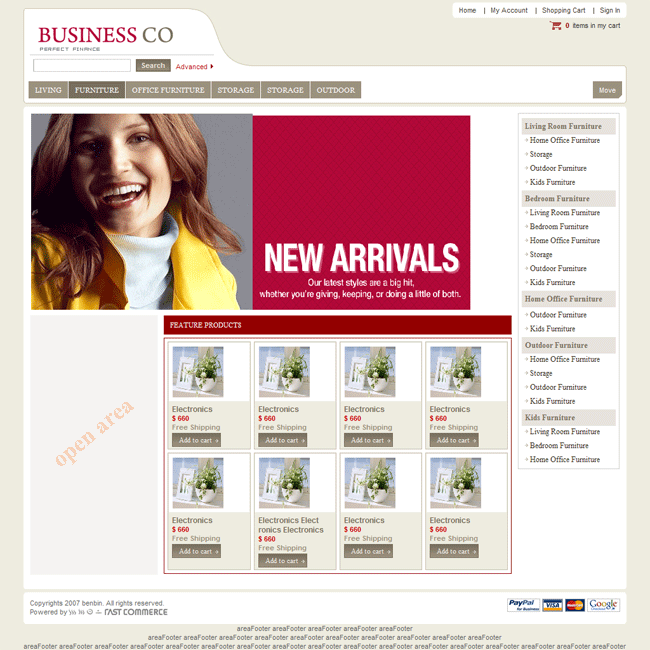 Home | My Account | Shopping Cart | Sign In
0 items in my cart
BUSINESS CO
PERFECT FINANCE
Search Advanced
LIVING FURNITURE OFFICE FURNITURE STORAGE STORAGE OUTDOOR Move
NEW ARRIVALS
Our latest styles are a big hit,
whether you're giving, keeping, or doing a little of both.
Living Room Furniture
Home Office Furniture
Storage
Outdoor Furniture
Kids Furniture
Bedroom Furniture
Living Room Furniture
Bedroom Furniture
Home Office Furniture
Storage
Outdoor Furniture
Kids Furniture
Home Office Furniture
Outdoor Furniture
Kids Furniture
Outdoor Furniture
Home Office Furniture
Storage
Outdoor Furniture
Kids Furniture
Kids Furniture
Living Room Furniture
Bedroom Furniture
Home Office Furniture
open area
FEATURE PRODUCTS
Electronics
$ 660
Free Shipping
Add to cart
Electronics
$ 660
Free Shipping
Add to cart
Electronics
$ 660
Free Shipping
Add to cart
Electronics
$ 660
Free Shipping
Add to cart
Electronics
$ 660
Free Shipping
Add to cart
Electronics Elect
ronics Electronics
$ 660
Free Shipping
Add to cart
Electronics
$ 660
Free Shipping
Add to cart
Electronics
$ 660
Free Shipping
Add to cart
Copyrights 2007 benbin. All rights reserved.
Powered by FAST COMMERCE
PayPal VISA MasterCard Google
areaFooter areaFooter areaFooter areaFooter areaFooter
areaFooter areaFooter areaFooter areaFooter areaFooter areaFooter areaFooter areaFooter areaFooter areaFooter
areaFooter areaFooter areaFooter areaFooter areaFooter areaFooter areaFooter areaFooter areaFooter areaFooter areaFooter areaFooter areaFooter areaFooter areaFooter areaFooter areaFooter